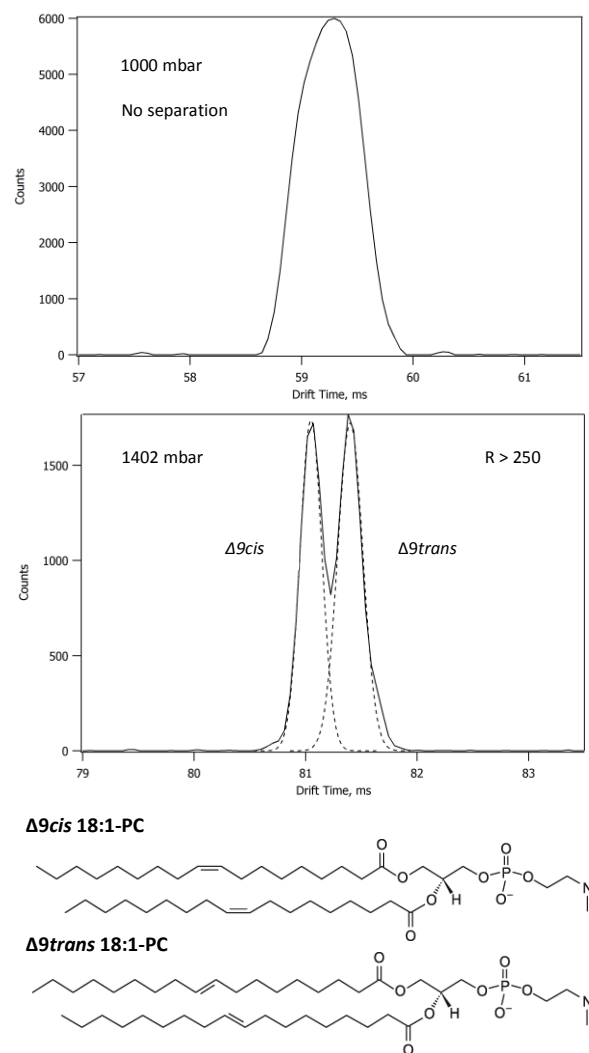 6000
1000 mbar
5000
No separation
4000
Counts
3000
2000
1000
0
57 58 59 60 61
Drift Time, ms
1402 mbar R > 250
1500
Δ9cis Δ9trans
1000
Counts
500
0
79 80 81 82 83
Drift Time, ms
Δ9cis 18:1-PC
O
O
O O P O N
O H O⁻
O
Δ9trans 18:1-PC
O
O
O O P O N
O H O⁻
O